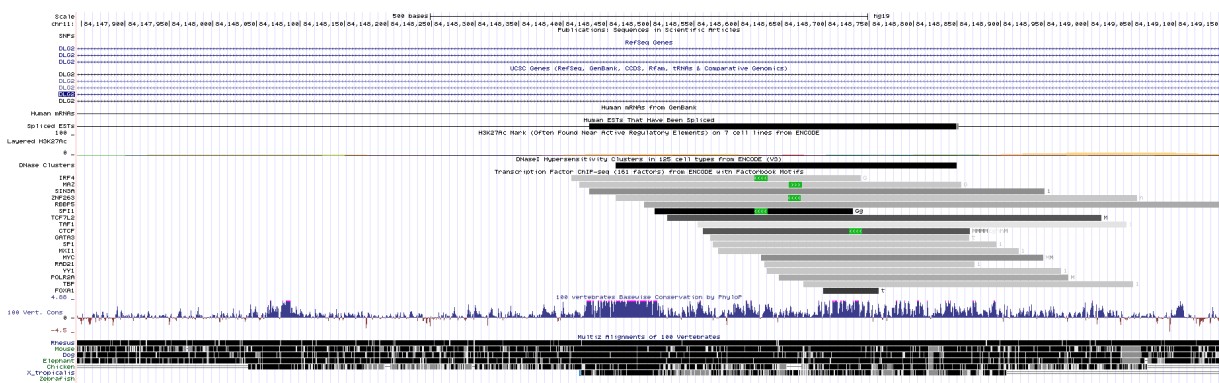 Scale 500 bases hg19
chr11: 84,147,900 84,147,950 84,148,000 84,148,050 84,148,100 84,148,150 84,148,200 84,148,250 84,148,300 84,148,350 84,148,400 84,148,450 84,148,500 84,148,550 84,148,600 84,148,650 84,148,700 84,148,750 84,148,800 84,148,850 84,148,900 84,148,950 84,149,000 84,149,050 84,149,100 84,149,150
Publications: Sequences in Scientific Articles
SNPs
RefSeq Genes
DLG2
DLG2
DLG2
UCSC Genes (RefSeq, GenBank, CCDS, Rfam, tRNAs & Comparative Genomics)
DLG2
DLG2
DLG2
DLG2
DLG2
Human mRNAs from GenBank
Human mRNAs
Human ESTs That Have Been Spliced
Spliced ESTs
H3K27Ac Mark (Often Found Near Active Regulatory Elements) on 7 cell lines from ENCODE
100
Layered H3K27Ac
0
DNaseI Hypersensitivity Clusters in 125 cell types from ENCODE (V3)
DNase Clusters
Transcription Factor ChIP-seq (161 factors) from ENCODE with Factorbook Motifs
IRF4
MAZ
SIN3A
ZNF263
RBBP5
SPI1 Gg
TCF7L2
TAF1
CTCF
GATA3
SP1
MXI1
MYC
RAD21
YY1
POLR2A
TBP
FOXA1 t
100 vertebrates Basewise Conservation by PhyloP
4.88
100 Vert. Cons
0
-4.5
Multiz Alignments of 100 Vertebrates
Rhesus
Mouse
Dog
Elephant
Chicken
X_tropicalis
Zebrafish